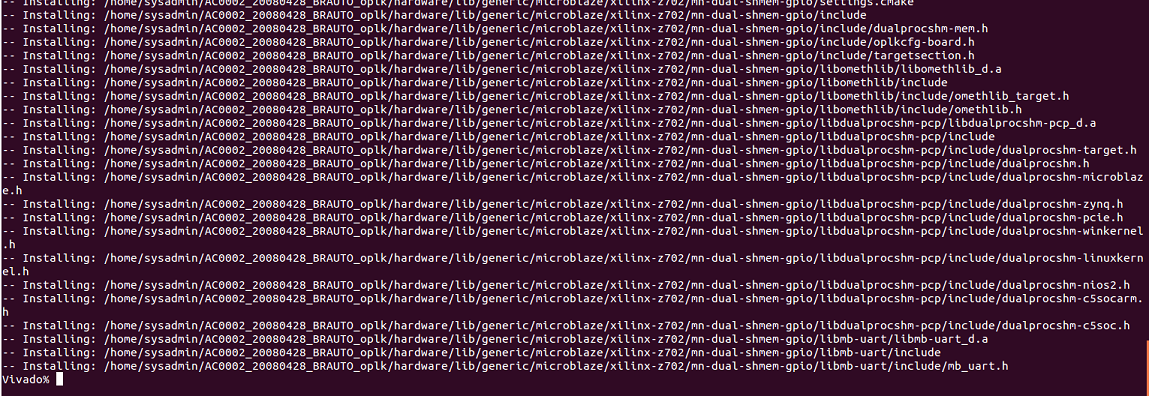 -- Installing: /home/sysadmin/AC0002_20080428_BRAUTO_oplk/hardware/lib/generic/microblaze/xilinx-z702/mn-dual-shmem-gpio/settings.cmake
-- Installing: /home/sysadmin/AC0002_20080428_BRAUTO_oplk/hardware/lib/generic/microblaze/xilinx-z702/mn-dual-shmem-gpio/include
-- Installing: /home/sysadmin/AC0002_20080428_BRAUTO_oplk/hardware/lib/generic/microblaze/xilinx-z702/mn-dual-shmem-gpio/include/dualprocshm-mem.h
-- Installing: /home/sysadmin/AC0002_20080428_BRAUTO_oplk/hardware/lib/generic/microblaze/xilinx-z702/mn-dual-shmem-gpio/include/oplkcfg-board.h
-- Installing: /home/sysadmin/AC0002_20080428_BRAUTO_oplk/hardware/lib/generic/microblaze/xilinx-z702/mn-dual-shmem-gpio/include/targetsection.h
-- Installing: /home/sysadmin/AC0002_20080428_BRAUTO_oplk/hardware/lib/generic/microblaze/xilinx-z702/mn-dual-shmem-gpio/libomethlib/libomethlib_d.a
-- Installing: /home/sysadmin/AC0002_20080428_BRAUTO_oplk/hardware/lib/generic/microblaze/xilinx-z702/mn-dual-shmem-gpio/libomethlib/include
-- Installing: /home/sysadmin/AC0002_20080428_BRAUTO_oplk/hardware/lib/generic/microblaze/xilinx-z702/mn-dual-shmem-gpio/libomethlib/include/omethlib_target.h
-- Installing: /home/sysadmin/AC0002_20080428_BRAUTO_oplk/hardware/lib/generic/microblaze/xilinx-z702/mn-dual-shmem-gpio/libomethlib/include/omethlib.h
-- Installing: /home/sysadmin/AC0002_20080428_BRAUTO_oplk/hardware/lib/generic/microblaze/xilinx-z702/mn-dual-shmem-gpio/libdualprocshm-pcp/libdualprocshm-pcp_d.a
-- Installing: /home/sysadmin/AC0002_20080428_BRAUTO_oplk/hardware/lib/generic/microblaze/xilinx-z702/mn-dual-shmem-gpio/libdualprocshm-pcp/include
-- Installing: /home/sysadmin/AC0002_20080428_BRAUTO_oplk/hardware/lib/generic/microblaze/xilinx-z702/mn-dual-shmem-gpio/libdualprocshm-pcp/include/dualprocshm-target.h
-- Installing: /home/sysadmin/AC0002_20080428_BRAUTO_oplk/hardware/lib/generic/microblaze/xilinx-z702/mn-dual-shmem-gpio/libdualprocshm-pcp/include/dualprocshm.h
-- Installing: /home/sysadmin/AC0002_20080428_BRAUTO_oplk/hardware/lib/generic/microblaze/xilinx-z702/mn-dual-shmem-gpio/libdualprocshm-pcp/include/dualprocshm-microblaz
e.h
-- Installing: /home/sysadmin/AC0002_20080428_BRAUTO_oplk/hardware/lib/generic/microblaze/xilinx-z702/mn-dual-shmem-gpio/libdualprocshm-pcp/include/dualprocshm-zynq.h
-- Installing: /home/sysadmin/AC0002_20080428_BRAUTO_oplk/hardware/lib/generic/microblaze/xilinx-z702/mn-dual-shmem-gpio/libdualprocshm-pcp/include/dualprocshm-pcie.h
-- Installing: /home/sysadmin/AC0002_20080428_BRAUTO_oplk/hardware/lib/generic/microblaze/xilinx-z702/mn-dual-shmem-gpio/libdualprocshm-pcp/include/dualprocshm-winkernel
.h
-- Installing: /home/sysadmin/AC0002_20080428_BRAUTO_oplk/hardware/lib/generic/microblaze/xilinx-z702/mn-dual-shmem-gpio/libdualprocshm-pcp/include/dualprocshm-linuxkern
el.h
-- Installing: /home/sysadmin/AC0002_20080428_BRAUTO_oplk/hardware/lib/generic/microblaze/xilinx-z702/mn-dual-shmem-gpio/libdualprocshm-pcp/include/dualprocshm-nios2.h
-- Installing: /home/sysadmin/AC0002_20080428_BRAUTO_oplk/hardware/lib/generic/microblaze/xilinx-z702/mn-dual-shmem-gpio/libdualprocshm-pcp/include/dualprocshm-c5socarm.
h
-- Installing: /home/sysadmin/AC0002_20080428_BRAUTO_oplk/hardware/lib/generic/microblaze/xilinx-z702/mn-dual-shmem-gpio/libdualprocshm-pcp/include/dualprocshm-c5soc.h
-- Installing: /home/sysadmin/AC0002_20080428_BRAUTO_oplk/hardware/lib/generic/microblaze/xilinx-z702/mn-dual-shmem-gpio/libmb-uart/libmb-uart_d.a
-- Installing: /home/sysadmin/AC0002_20080428_BRAUTO_oplk/hardware/lib/generic/microblaze/xilinx-z702/mn-dual-shmem-gpio/libmb-uart/include
-- Installing: /home/sysadmin/AC0002_20080428_BRAUTO_oplk/hardware/lib/generic/microblaze/xilinx-z702/mn-dual-shmem-gpio/libmb-uart/include/mb_uart.h
Vivado%